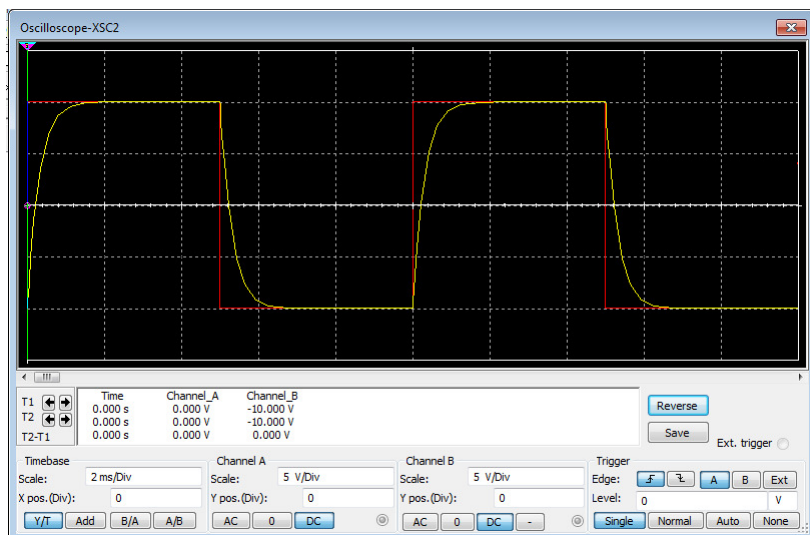 Oscilloscope-XSC2
Time Channel_A Channel_B
T1 0.000 s 0.000 V -10.000 V
T2 0.000 s 0.000 V -10.000 V
T2-T1 0.000 s 0.000 V 0.000 V
Reverse
Save
Ext. trigger
Timebase
Scale: 2 ms/Div
X pos.(Div): 0
Y/T Add B/A A/B
Channel A
Scale: 5 V/Div
Y pos.(Div): 0
AC 0 DC
Channel B
Scale: 5 V/Div
Y pos.(Div): 0
AC 0 DC -
Trigger
Edge: A B Ext
Level: 0 V
Single Normal Auto None